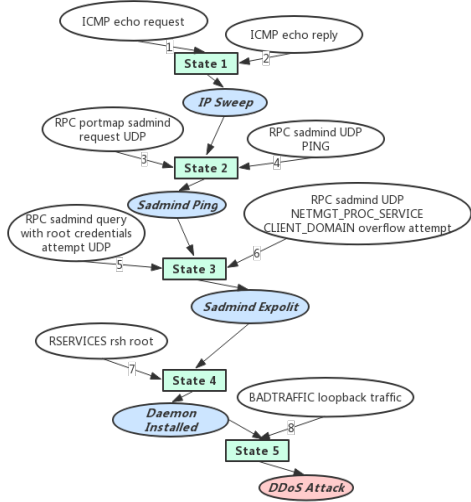 ICMP echo request
ICMP echo reply
1
2
State 1
IP Sweep
RPC portmap sadmind
request UDP
RPC sadmind UDP
PING
3
4
State 2
Sadmind Ping
RPC sadmind query
with root credentials
attempt UDP
RPC sadmind UDP
NETMGT_PROC_SERVICE
CLIENT_DOMAIN overflow attempt
5
6
State 3
Sadmind Expolit
RSERVICES rsh root
7
State 4
BADTRAFFIC loopback traffic
Daemon
Installed
8
State 5
DDoS Attack